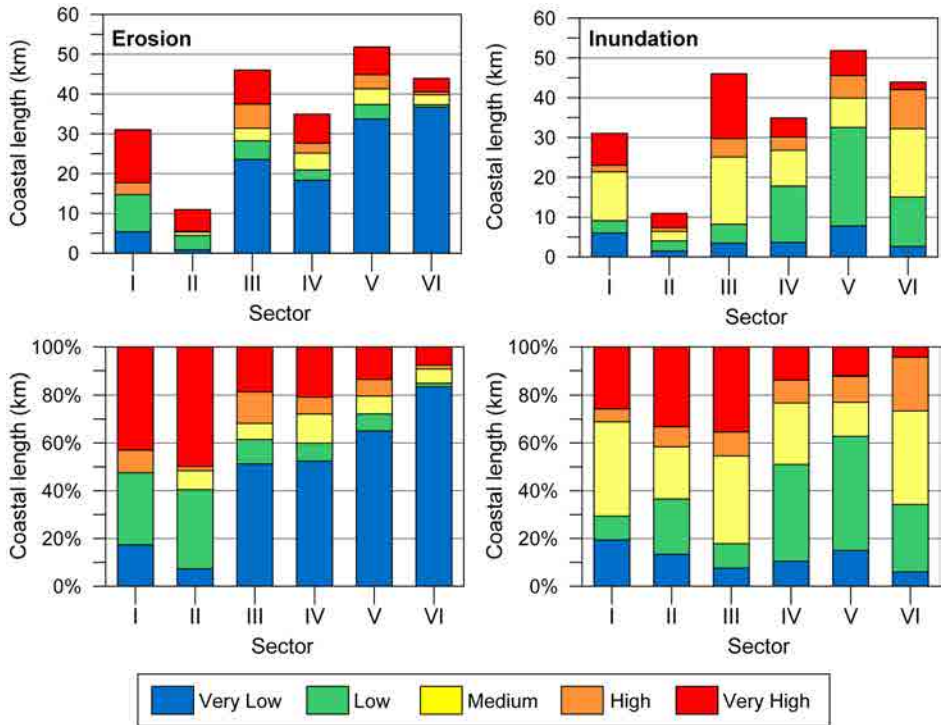 Erosion
Coastal length (km)
60
50
40
30
20
10
0
I II III IV V VI
Sector
Inundation
Coastal length (km)
60
50
40
30
20
10
0
I II III IV V VI
Sector
Coastal length (km)
100%
80%
60%
40%
20%
0%
I II III IV V VI
Sector
Coastal length (km)
100%
80%
60%
40%
20%
0%
I II III IV V VI
Sector
Very Low Low Medium High Very High